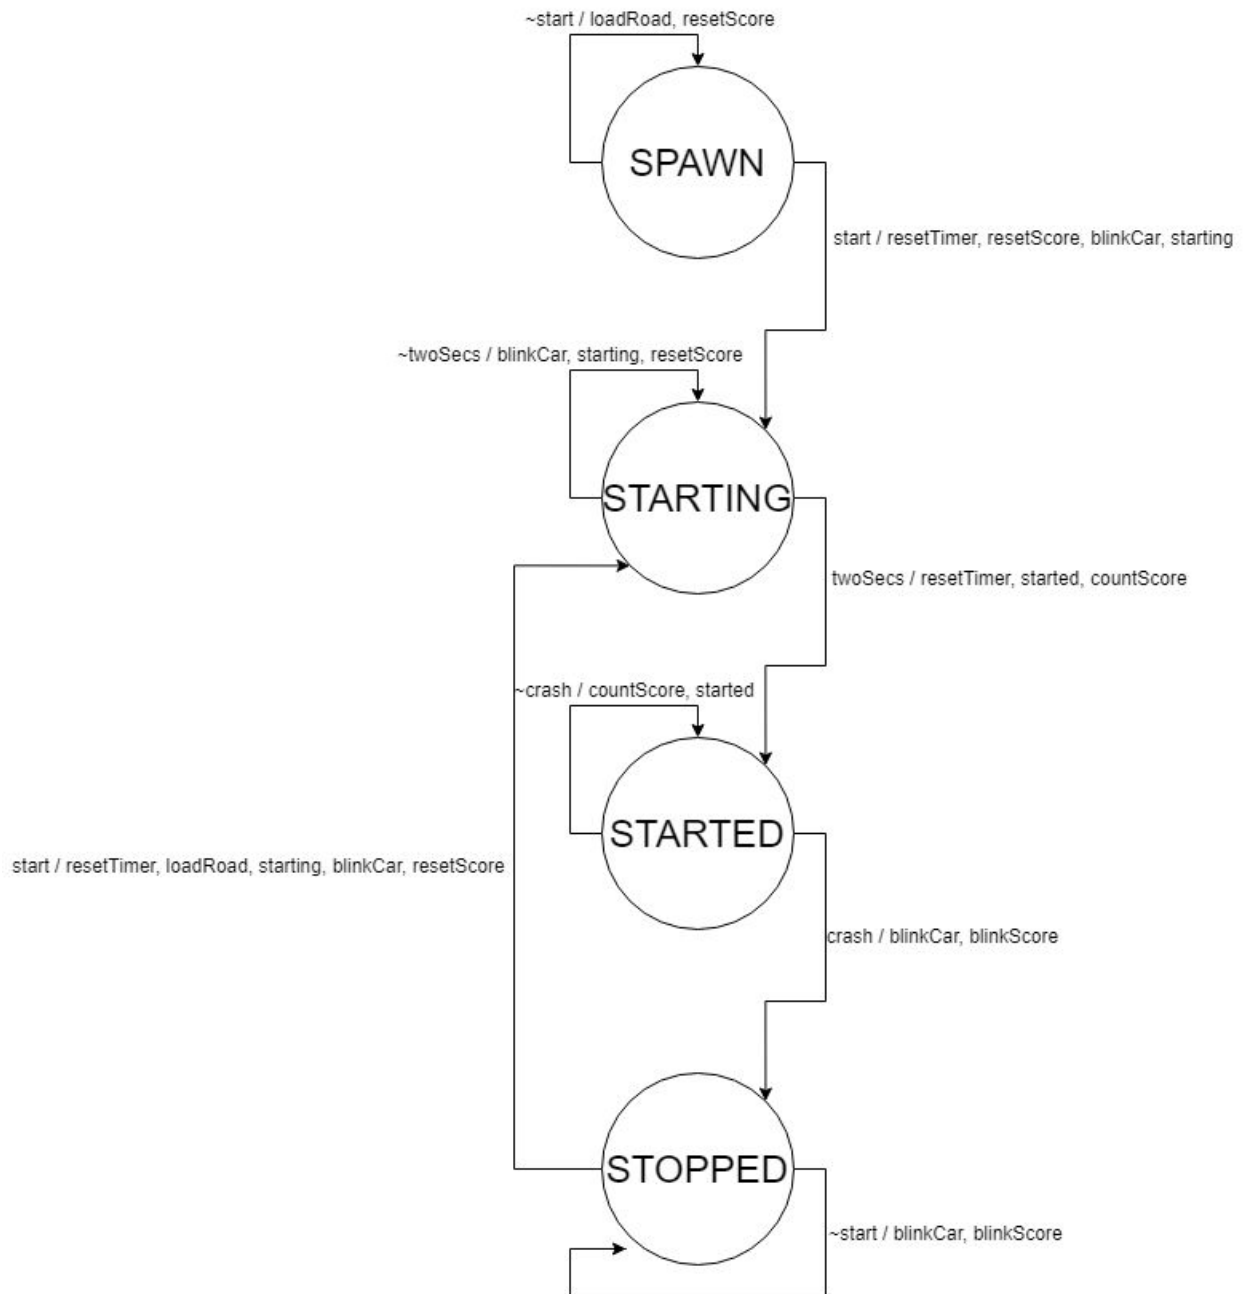 ~start / loadRoad, resetScore
SPAWN
start / resetTimer, resetScore, blinkCar, starting
~twoSecs / blinkCar, starting, resetScore
STARTING
twoSecs / resetTimer, started, countScore
~crash / countScore, started
STARTED
start / resetTimer, loadRoad, starting, blinkCar, resetScore
crash / blinkCar, blinkScore
STOPPED
~start / blinkCar, blinkScore